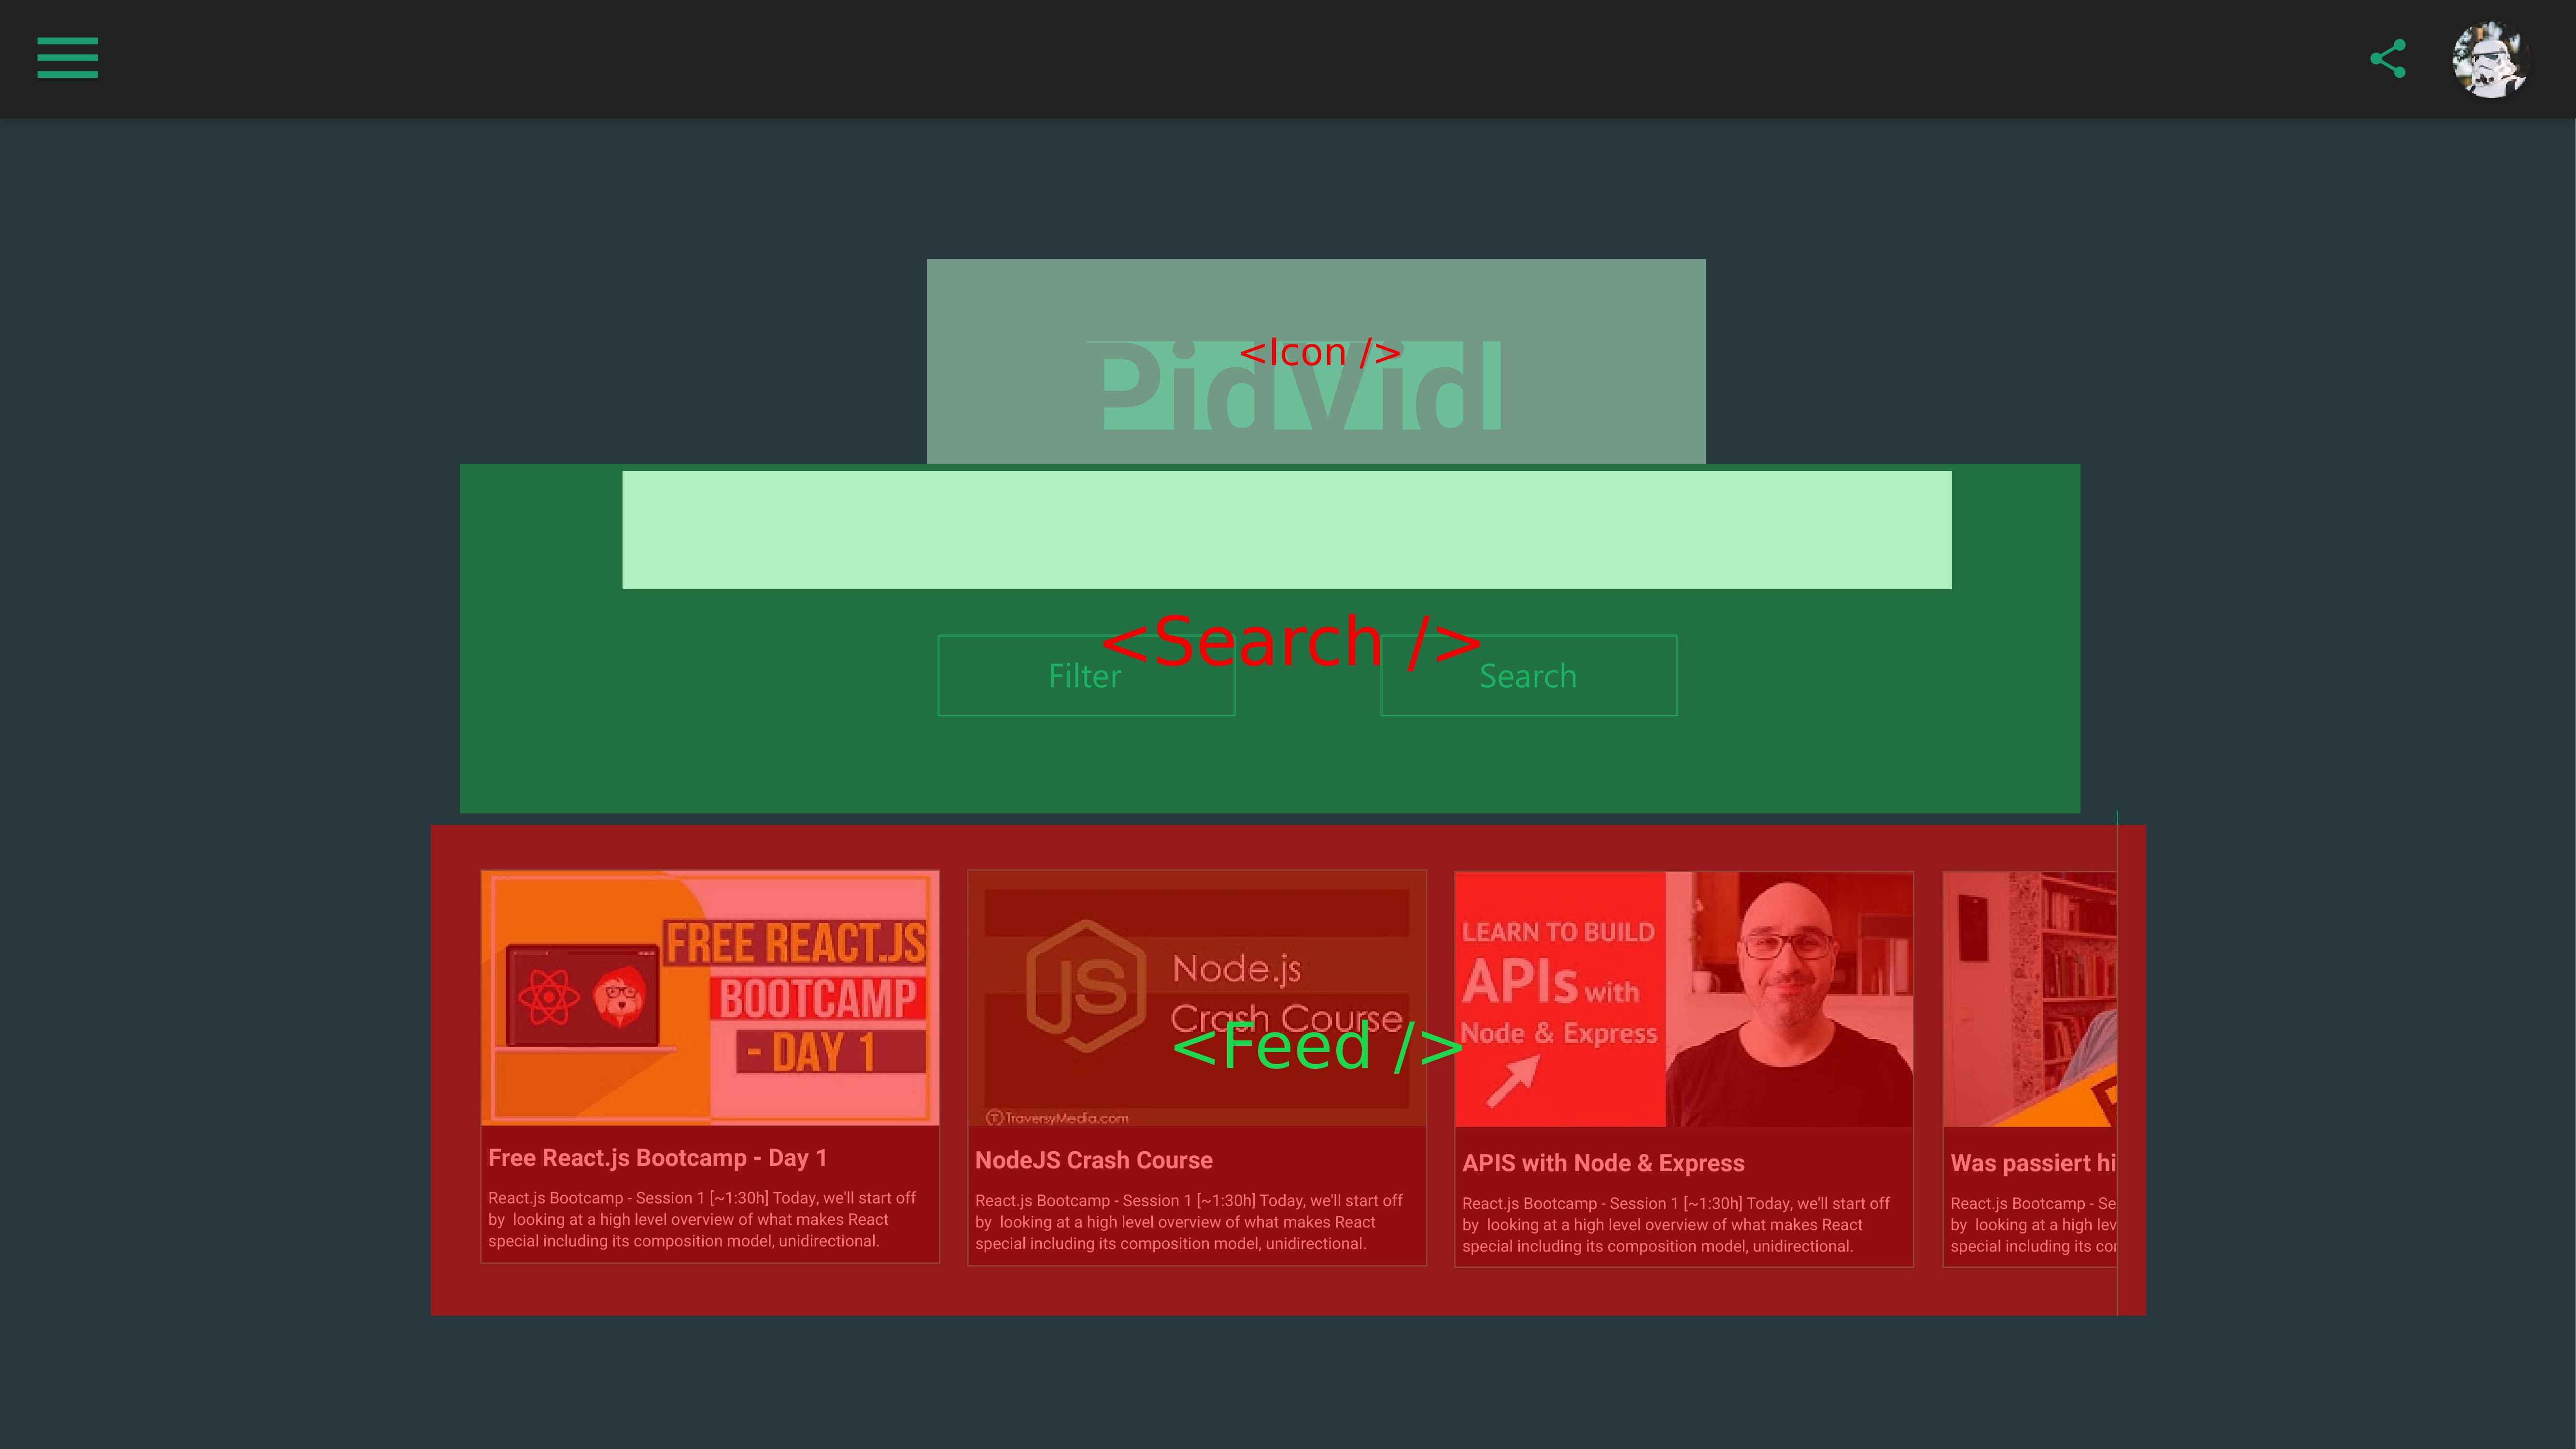 <Icon />
PidVidl
<Search />
Filter
Search
FREE REACT.JS
BOOTCAMP
- DAY 1
Free React.js Bootcamp - Day 1
React.js Bootcamp - Session 1 [~1:30h] Today, we'll start off
by looking at a high level overview of what makes React
special including its composition model, unidirectional.
JS
Node.js
Crash Course
<Feed />
TraversyMedia.com
NodeJS Crash Course
React.js Bootcamp - Session 1 [~1:30h] Today, we'll start off
by looking at a high level overview of what makes React
special including its composition model, unidirectional.
LEARN TO BUILD
APIs with
Node & Express
APIS with Node & Express
React.js Bootcamp - Session 1 [~1:30h] Today, we'll start off
by looking at a high level overview of what makes React
special including its composition model, unidirectional.
Was passiert hi
React.js Bootcamp - Se
by looking at a high lev
special including its